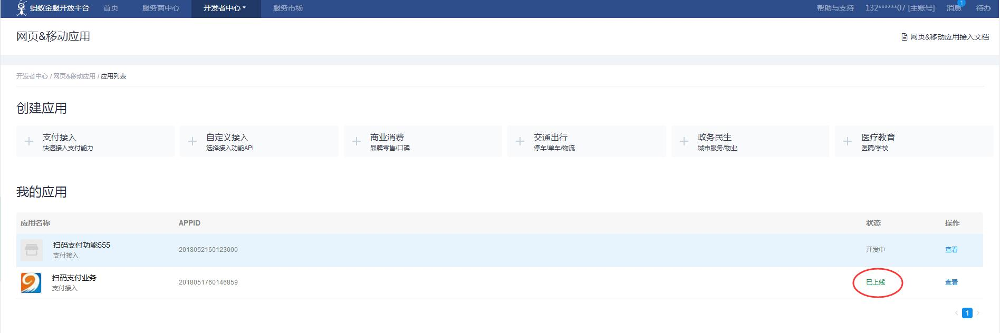 蚂蚁金服开放平台 首页 服务商中心 开发者中心 服务市场 帮助与支持 132******07 [主账号] 消息 1 待办
网页&移动应用 网页&移动应用接入文档
开发者中心 / 网页&移动应用 / 应用列表
创建应用
支付接入 自定义接入 商业消费 交通出行 政务民生 医疗教育
快速接入支付能力 选择接入功能API 品牌零售/口碑 停车/单车/物流 城市服务/物业 医院/学校
我的应用
应用名称 APPID 状态 操作
扫码支付功能555
支付接入 2018052160123000 开发中 查看
扫码支付业务
支付接入 2018051760146859 已上线 查看
1